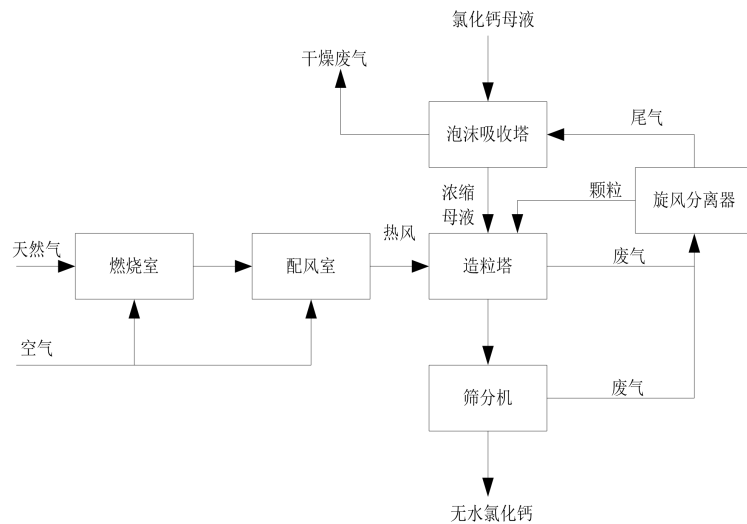 氯化钙母液
干燥废气
泡沫吸收塔
尾气
浓缩
母液
颗粒
旋风分离器
天然气
燃烧室
配风室
热风
造粒塔
废气
空气
筛分机
废气
无水氯化钙